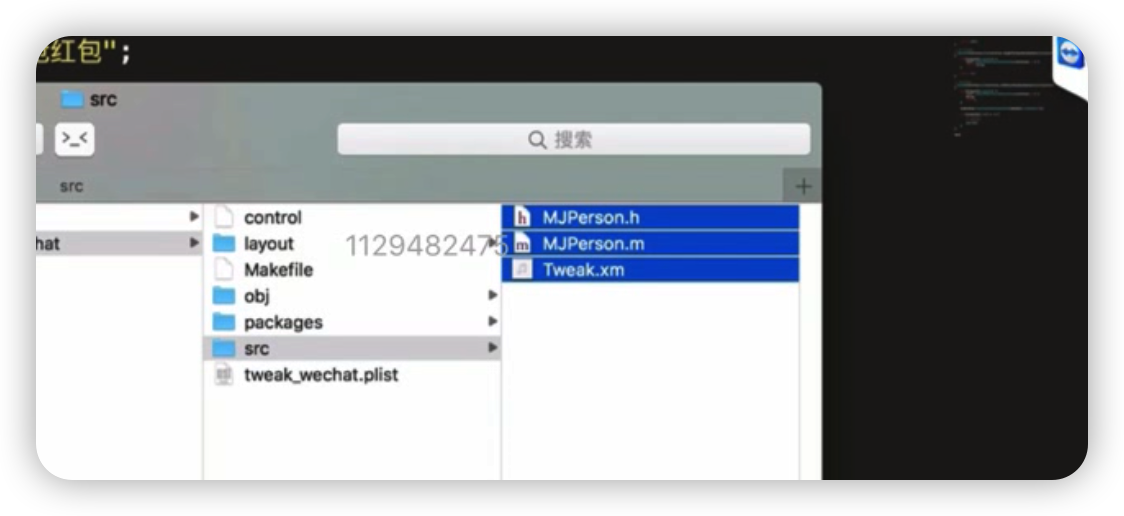 红包";
src
>_<
搜索
src
+
control
MJPerson.h
hat
layout
1129482475
MJPerson.m
Makefile
Tweak.xm
obj
packages
src
tweak_wechat.plist